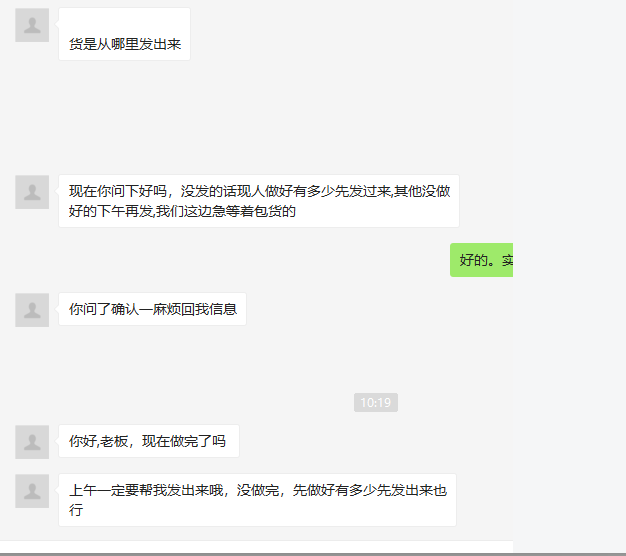 货是从哪里发出来
现在你问下好吗，没发的话现人做好有多少先发过来,其他没做
好的下午再发,我们这边急等着包货的
好的。实
你问了确认一麻烦回我信息
10:19
你好,老板，现在做完了吗
上午一定要帮我发出来哦，没做完，先做好有多少先发出来也
行